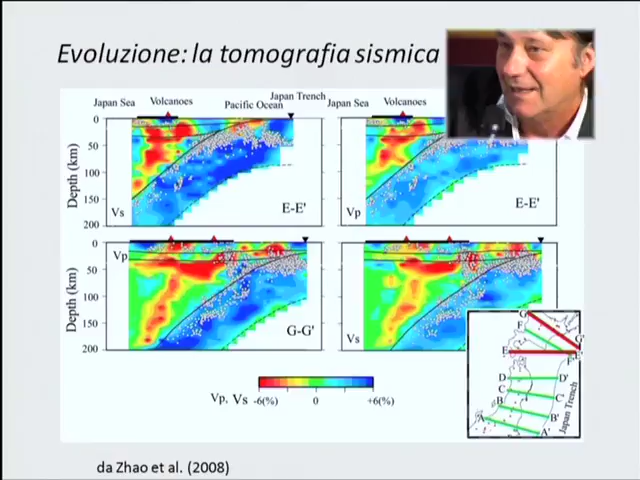 Evoluzione: la tomografia sismica
Japan Sea Volcanoes Pacific Ocean Japan Trench Japan Sea Volcanoes
0
50
100
150
200
Depth (km)
Vs
E-E'
Vp
E-E'
0
50
100
150
200
Depth (km)
Vp
G-G'
Vs
G
F
E
D
C
B
A
D'
C'
B'
A'
Japan Trench
Vp, Vs -6(%) 0 +6(%)
da Zhao et al. (2008)